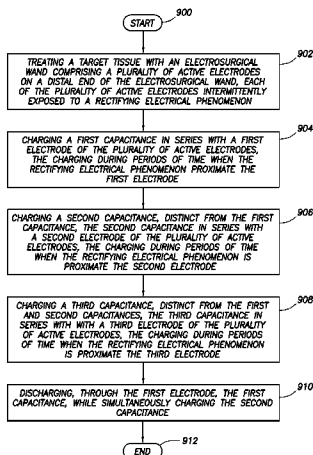 START
900
902
TREATING A TARGET TISSUE WITH AN ELECTROSURGICAL
WAND COMPRISING A PLURALITY OF ACTIVE ELECTRODES
ON A DISTAL END OF THE ELECTROSURGICAL WAND, EACH
OF THE PLURALITY OF ACTIVE ELECTRODES INTERMITTENTLY
EXPOSED TO A RECTIFYING ELECTRICAL PHENOMENON
904
CHARGING A FIRST CAPACITANCE IN SERIES WITH A FIRST
ELECTRODE OF THE PLURALITY OF ACTIVE ELECTRODES,
THE CHARGING DURING PERIODS OF TIME WHEN THE
RECTIFYING ELECTRICAL PHENOMENON PROXIMATE THE
FIRST ELECTRODE
906
CHARGING A SECOND CAPACITANCE, DISTINCT FROM THE FIRST
CAPACITANCE, THE SECOND CAPACITANCE IN SERIES WITH
A SECOND ELECTRODE OF THE PLURALITY OF ACTIVE
ELECTRODES, THE CHARGING DURING PERIODS OF TIME
WHEN THE RECTIFYING ELECTRICAL PHENOMENON IS
PROXIMATE THE SECOND ELECTRODE
908
CHARGING A THIRD CAPACITANCE, DISTINCT FROM THE FIRST
AND SECOND CAPACITANCES, THE THIRD CAPACITANCE IN
SERIES WITH WITH A THIRD ELECTRODE OF THE PLURALITY
OF ACTIVE ELECTRODES, THE CHARGING DURING PERIODS
OF TIME WHEN THE RECTIFYING ELECTRICAL PHENOMENON
IS PROXIMATE THE THIRD ELECTRODE
910
DISCHARGING, THROUGH THE FIRST ELECTRODE, THE FIRST
CAPACITANCE, WHILE SIMULTANEOUSLY CHARGING THE SECOND
CAPACITANCE
912
END